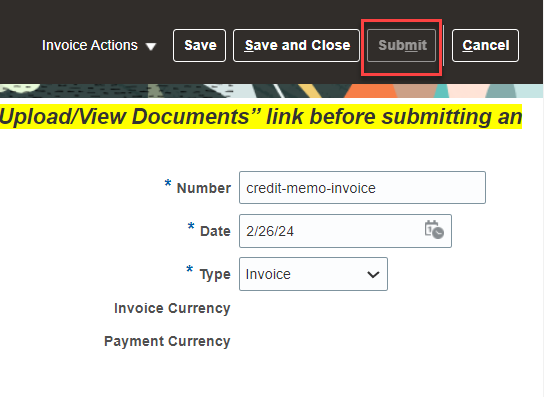 Invoice Actions Save Save and Close Submit Cancel
Upload/View Documents” link before submitting an
* Number credit-memo-invoice
* Date 2/26/24
* Type Invoice
Invoice Currency
Payment Currency